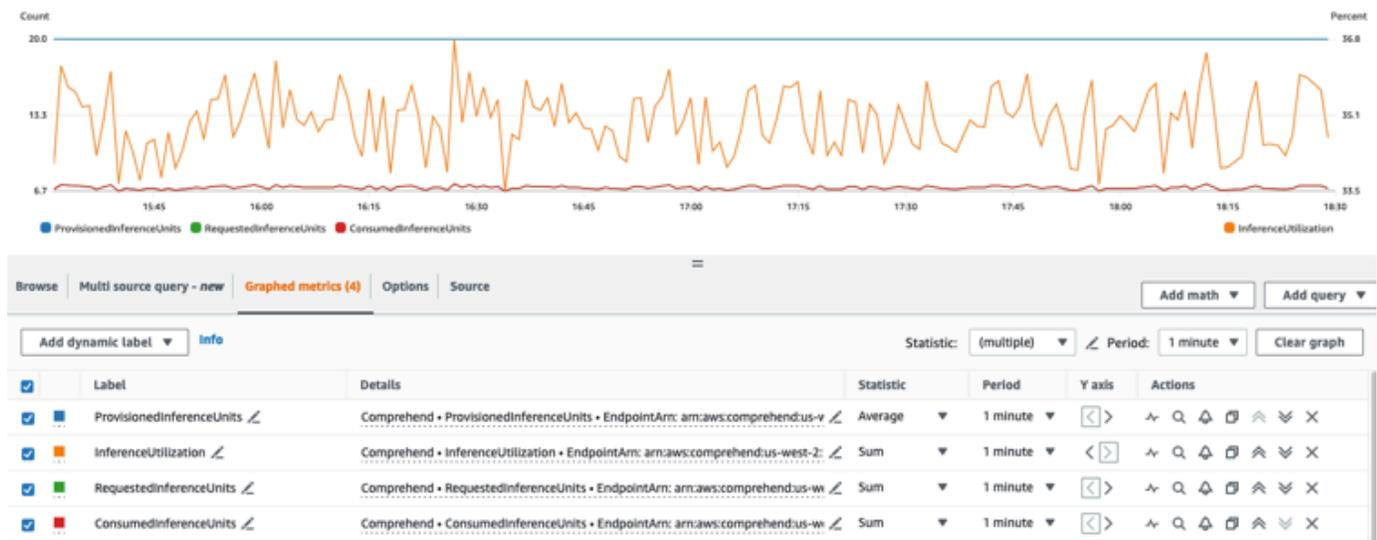 Count Percent
20.0 36.8
13.3 35.1
6.7 33.5
15:45 16:00 16:15 16:30 16:45 17:00 17:15 17:30 17:45 18:00 18:15 18:30
ProvisionedInferenceUnits RequestedInferenceUnits ConsumedInferenceUnits InferenceUtilization
Browse Multi source query - new Graphed metrics (4) Options Source
Add math Add query
Add dynamic label Info Statistic: (multiple) Period: 1 minute Clear graph
Label Details Statistic Period Y axis Actions
ProvisionedInferenceUnits Comprehend • ProvisionedInferenceUnits • EndpointArn: arn:aws:comprehend:us-w Average 1 minute
InferenceUtilization Comprehend • InferenceUtilization • EndpointArn: arn:aws:comprehend:us-west-2: Sum 1 minute
RequestedInferenceUnits Comprehend • RequestedInferenceUnits • EndpointArn: arn:aws:comprehend:us-we Sum 1 minute
ConsumedInferenceUnits Comprehend • ConsumedInferenceUnits • EndpointArn: arn:aws:comprehend:us-we Sum 1 minute